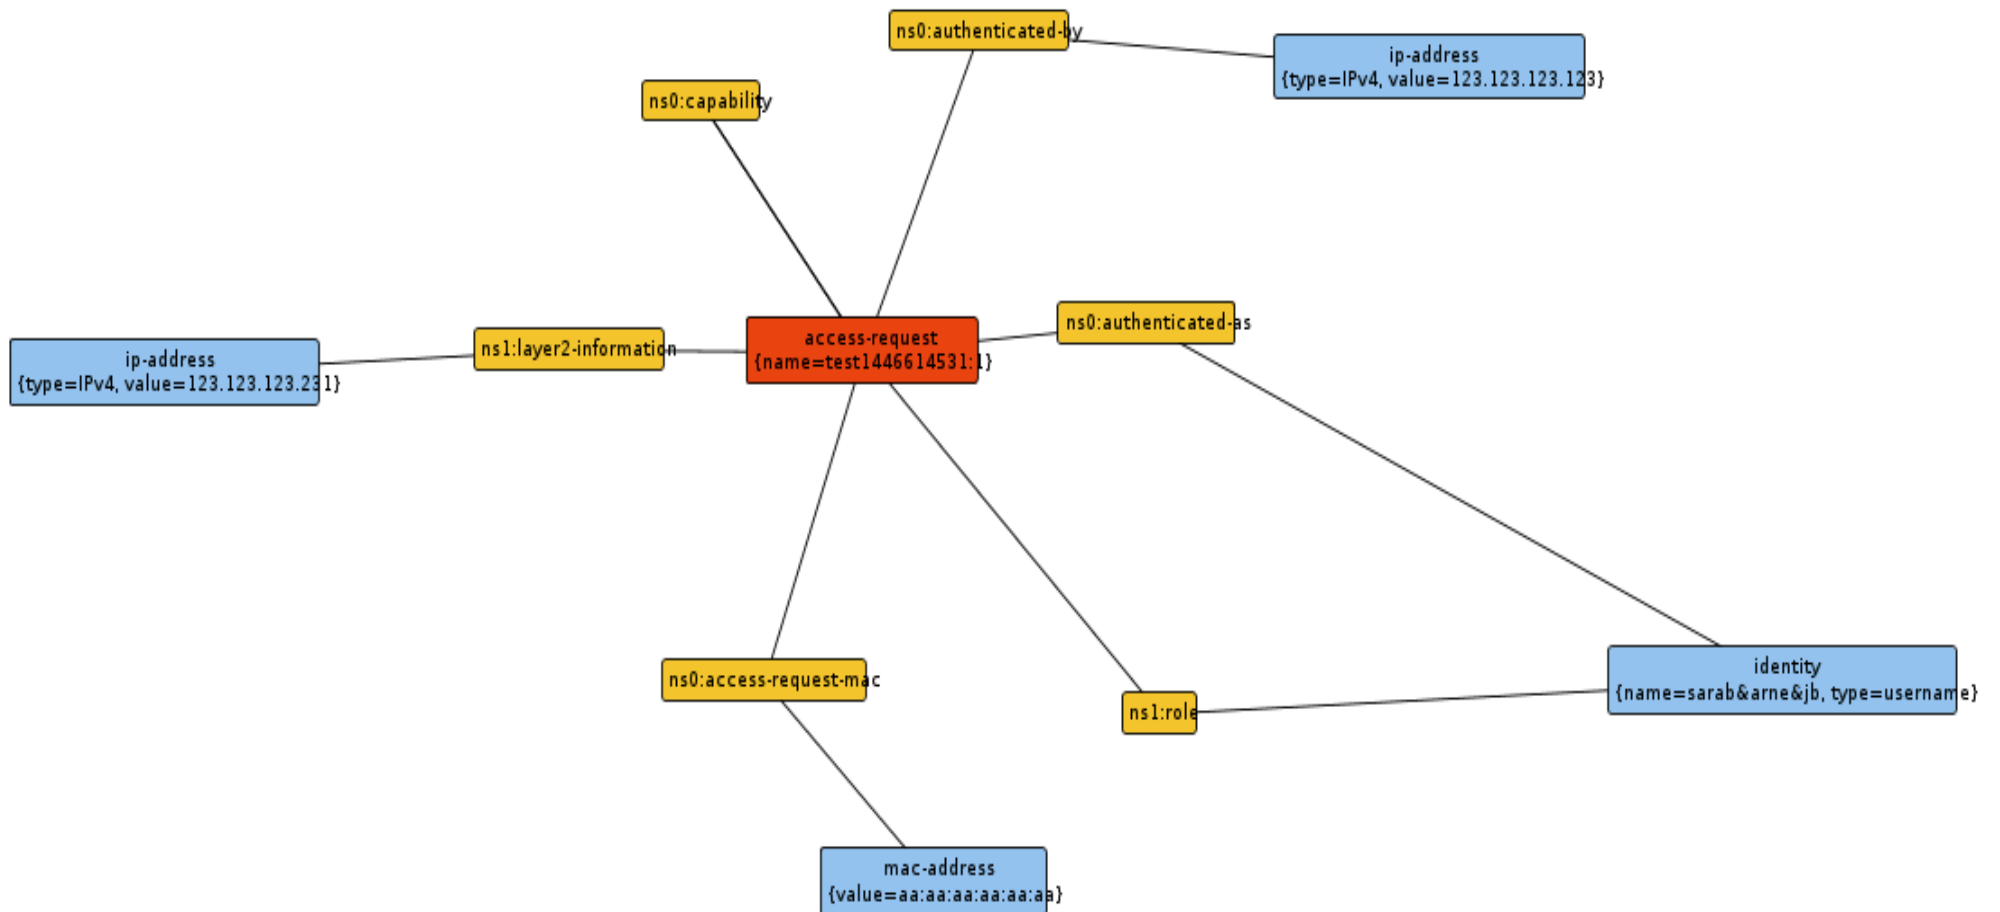 ns0:authenticated-by
ip-address
{type=IPv4, value=123.123.123.123}
ns0:capability
ns0:authenticated-as
access-request
{name=test1446614531:1}
ns1:layer2-information
ip-address
{type=IPv4, value=123.123.123.231}
identity
{name=sarab&arne&jb, type=username}
ns0:access-request-mac
ns1:role
mac-address
{value=aa:aa:aa:aa:aa:aa}